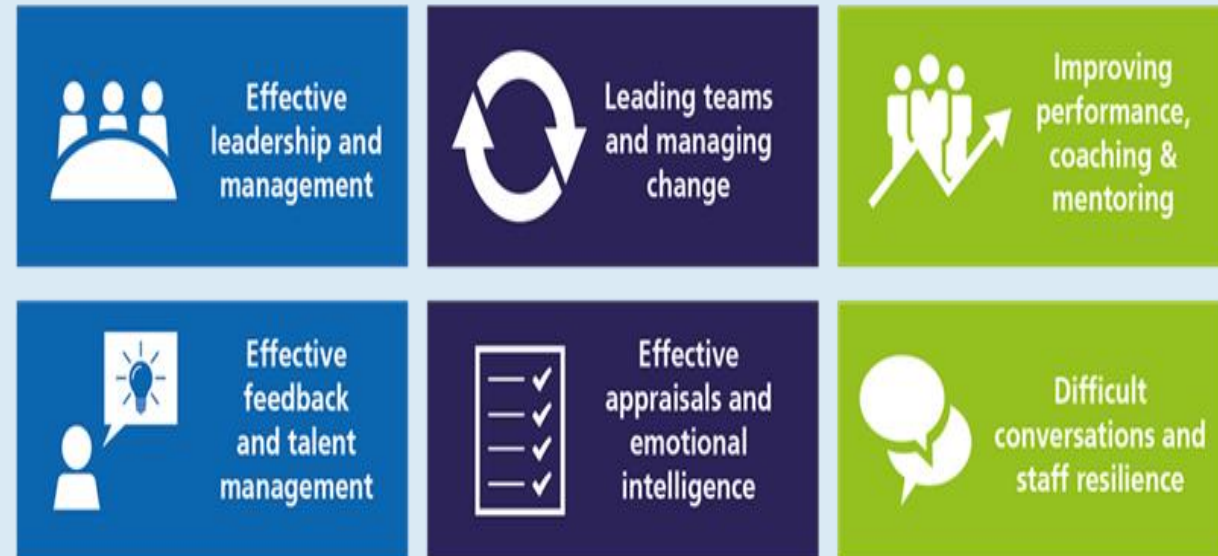 Effective
leadership and
management
Leading teams
and managing
change
Improving
performance,
coaching &
mentoring
Effective
feedback
and talent
management
Effective
appraisals and
emotional
intelligence
Difficult
conversations and
staff resilience